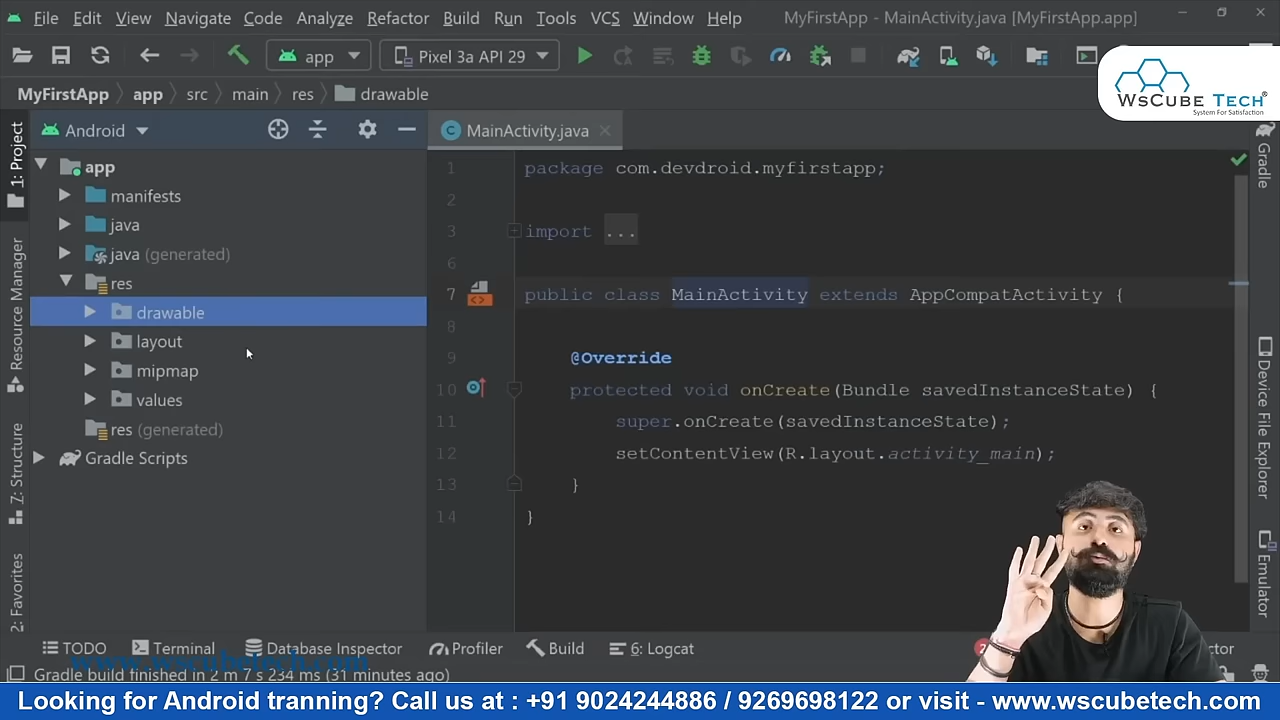 File Edit View Navigate Code Analyze Refactor Build Run Tools VCS Window Help MyFirstApp - MainActivity.java [MyFirstApp.app]
app Pixel 3a API 29
WsCube Tech®
System For Satisfaction
MyFirstApp app src main res drawable
Android
MainActivity.java
1: Project
Resource Manager
7: Structure
2: Favorites
app
manifests
java
java (generated)
res
drawable
layout
mipmap
values
res (generated)
Gradle Scripts
1 package com.devdroid.myfirstapp;
2
3 import ...
6
7 public class MainActivity extends AppCompatActivity {
8
9 @Override
10 protected void onCreate(Bundle savedInstanceState) {
11 super.onCreate(savedInstanceState);
12 setContentView(R.layout.activity_main);
13 }
14 }
Gradle
Device File Explorer
Emulator
TODO Terminal Database Inspector Profiler Build 6: Logcat
www.wscubetech.com
Gradle build finished in 2 m 7 s 234 ms (31 minutes ago)
Looking for Android tranning? Call us at : +91 9024244886 / 9269698122 or visit - www.wscubetech.com